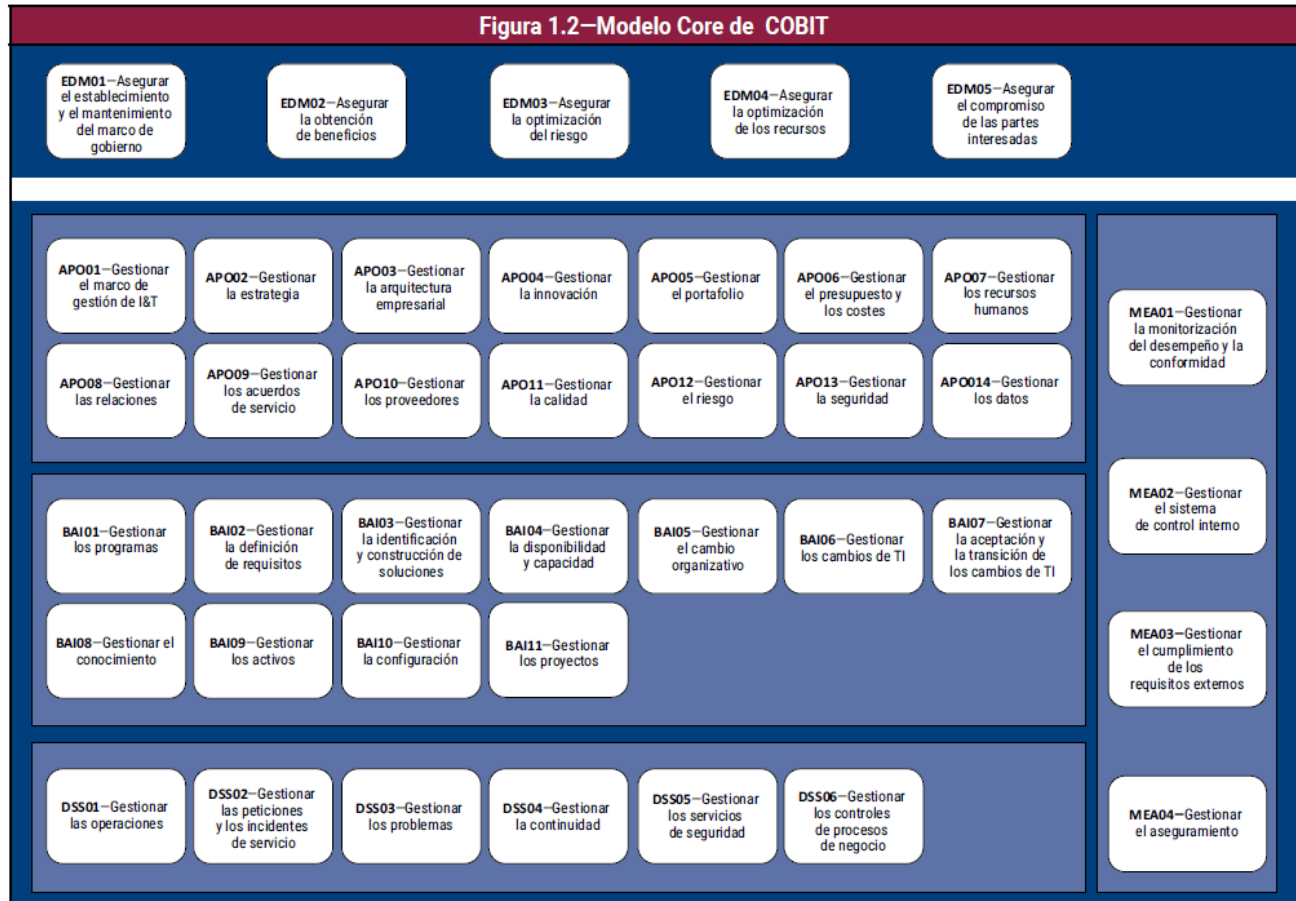 Figura 1.2—Modelo Core de COBIT
EDM01—Asegurar
el establecimiento
y el mantenimiento
del marco de
gobierno
EDM02—Asegurar
la obtención
de beneficios
EDM03—Asegurar
la optimización
del riesgo
EDM04—Asegurar
la optimización
de los recursos
EDM05—Asegurar
el compromiso
de las partes
interesadas
APO01—Gestionar
el marco de
gestión de I&T
APO02—Gestionar
la estrategia
APO03—Gestionar
la arquitectura
empresarial
APO04—Gestionar
la innovación
APO05—Gestionar
el portafolio
APO06—Gestionar
el presupuesto y
los costes
APO07—Gestionar
los recursos
humanos
APO08—Gestionar
las relaciones
APO09—Gestionar
los acuerdos
de servicio
APO10—Gestionar
los proveedores
APO11—Gestionar
la calidad
APO12—Gestionar
el riesgo
APO13—Gestionar
la seguridad
APO014—Gestionar
los datos
BAI01—Gestionar
los programas
BAI02—Gestionar
la definición
de requisitos
BAI03—Gestionar
la identificación
y construcción de
soluciones
BAI04—Gestionar
la disponibilidad
y capacidad
BAI05—Gestionar
el cambio
organizativo
BAI06—Gestionar
los cambios de TI
BAI07—Gestionar
la aceptación y
la transición de
los cambios de TI
BAI08—Gestionar el
conocimiento
BAI09—Gestionar
los activos
BAI10—Gestionar
la configuración
BAI11—Gestionar
los proyectos
DSS01—Gestionar
las operaciones
DSS02—Gestionar
las peticiones
y los incidentes
de servicio
DSS03—Gestionar
los problemas
DSS04—Gestionar
la continuidad
DSS05—Gestionar
los servicios
de seguridad
DSS06—Gestionar
los controles
de procesos
de negocio
MEA01—Gestionar
la monitorización
del desempeño y la
conformidad
MEA02—Gestionar
el sistema
de control interno
MEA03—Gestionar
el cumplimiento
de los
requisitos externos
MEA04—Gestionar
el aseguramiento